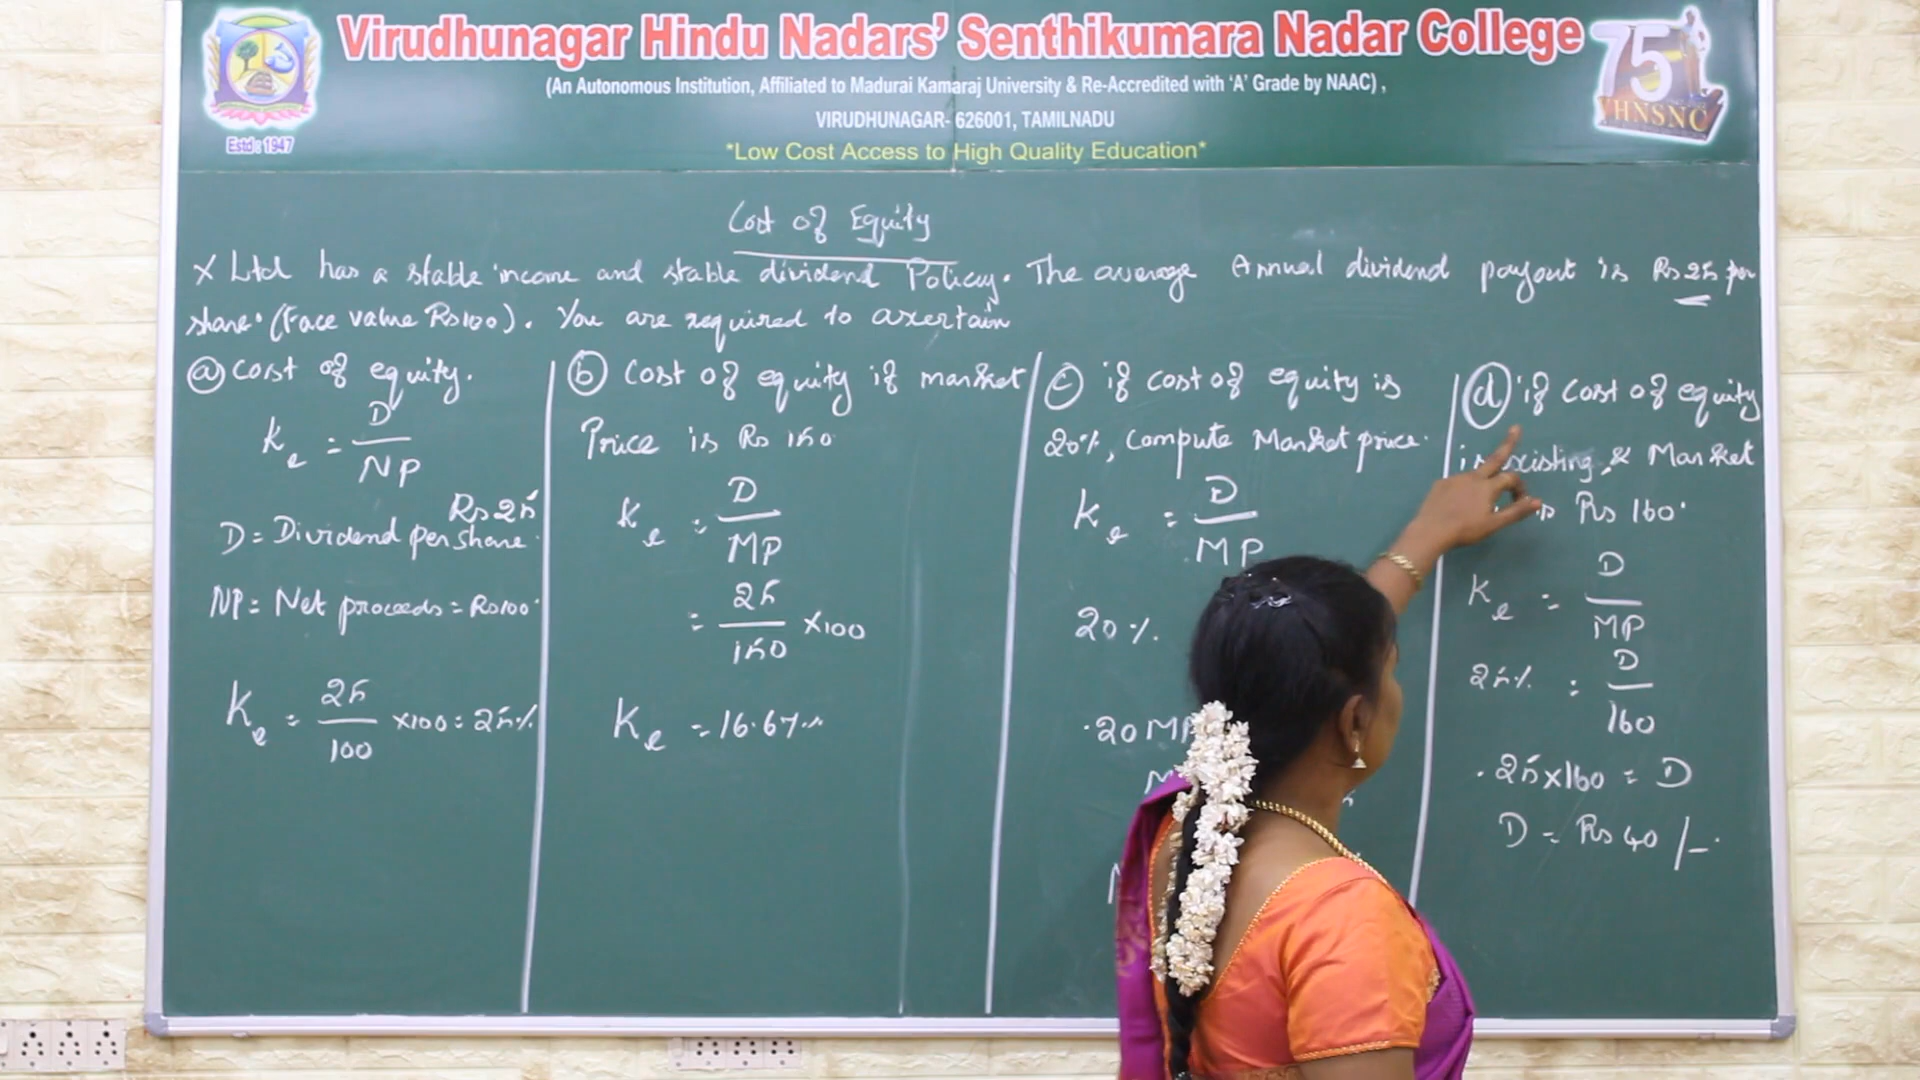 Virudhunagar Hindu Nadars' Senthikumara Nadar College
(An Autonomous Institution, Affiliated to Madurai Kamaraj University & Re-Accredited with 'A' Grade by NAAC) ,
VIRUDHUNAGAR- 626001, TAMILNADU
*Low Cost Access to High Quality Education*
Estd : 1947
75
VHNSNC
Cost of Equity
X Ltd has a stable income and stable dividend Policy. The average Annual dividend payout is Rs 25 per
share. (Face value Rs 100). You are required to ascertain
(a) cost of equity.
Ke = D
NP
Rs 25
D = Dividend per share.
NP = Net proceeds = Rs 100.
Ke = 25
100 × 100 = 25%
(b) cost of equity if market
Price is Rs 150
Ke = D
MP
= 25
150 × 100
Ke = 16.67%
(c) if cost of equity is
20%, compute Market price.
Ke = D
MP
20%
.20 MP
(d) if cost of equity
existing, & Market
Rs 160.
Ke = D
MP
25% = D
160
.25 × 160 = D
D = Rs 40/-.